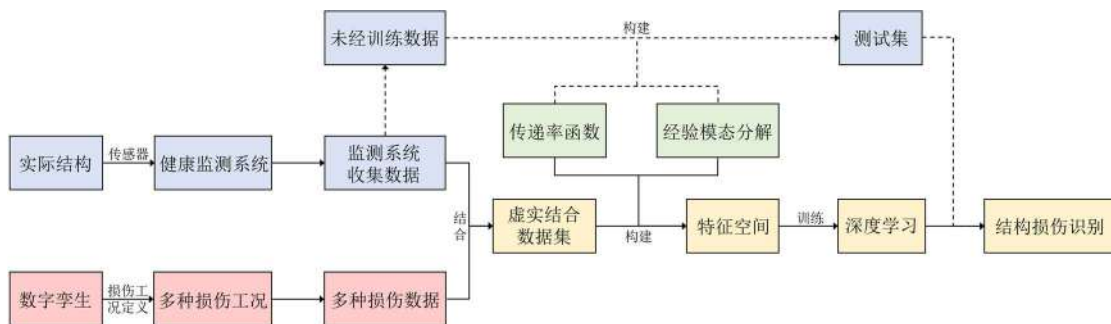 未经训练数据
构建
测试集
传递率函数
经验模态分解
实际结构
传感器
健康监测系统
监测系统
收集数据
结合
虚实结合
数据集
构建
特征空间
训练
深度学习
结构损伤识别
数字孪生
损伤工
况定义
多种损伤工况
多种损伤数据